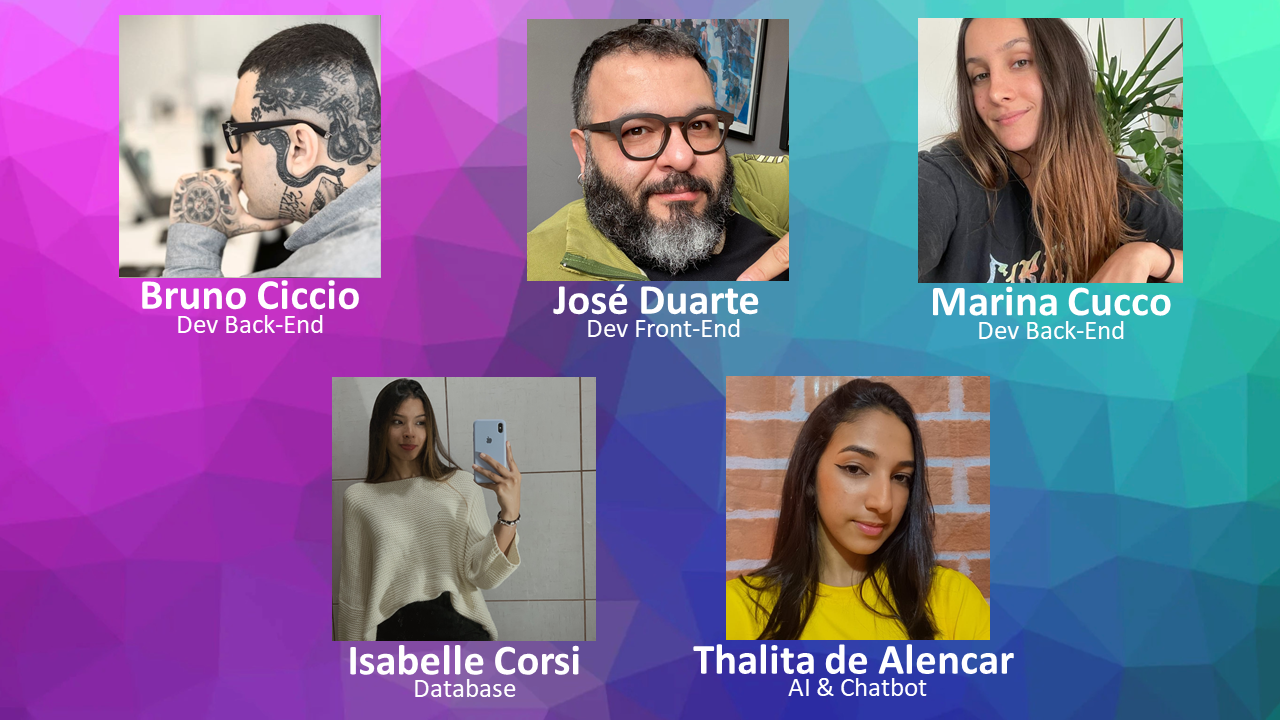 Bruno Ciccio
Dev Back-End
José Duarte
Dev Front-End
Marina Cucco
Dev Back-End
Isabelle Corsi
Database
Thalita de Alencar
AI & Chatbot